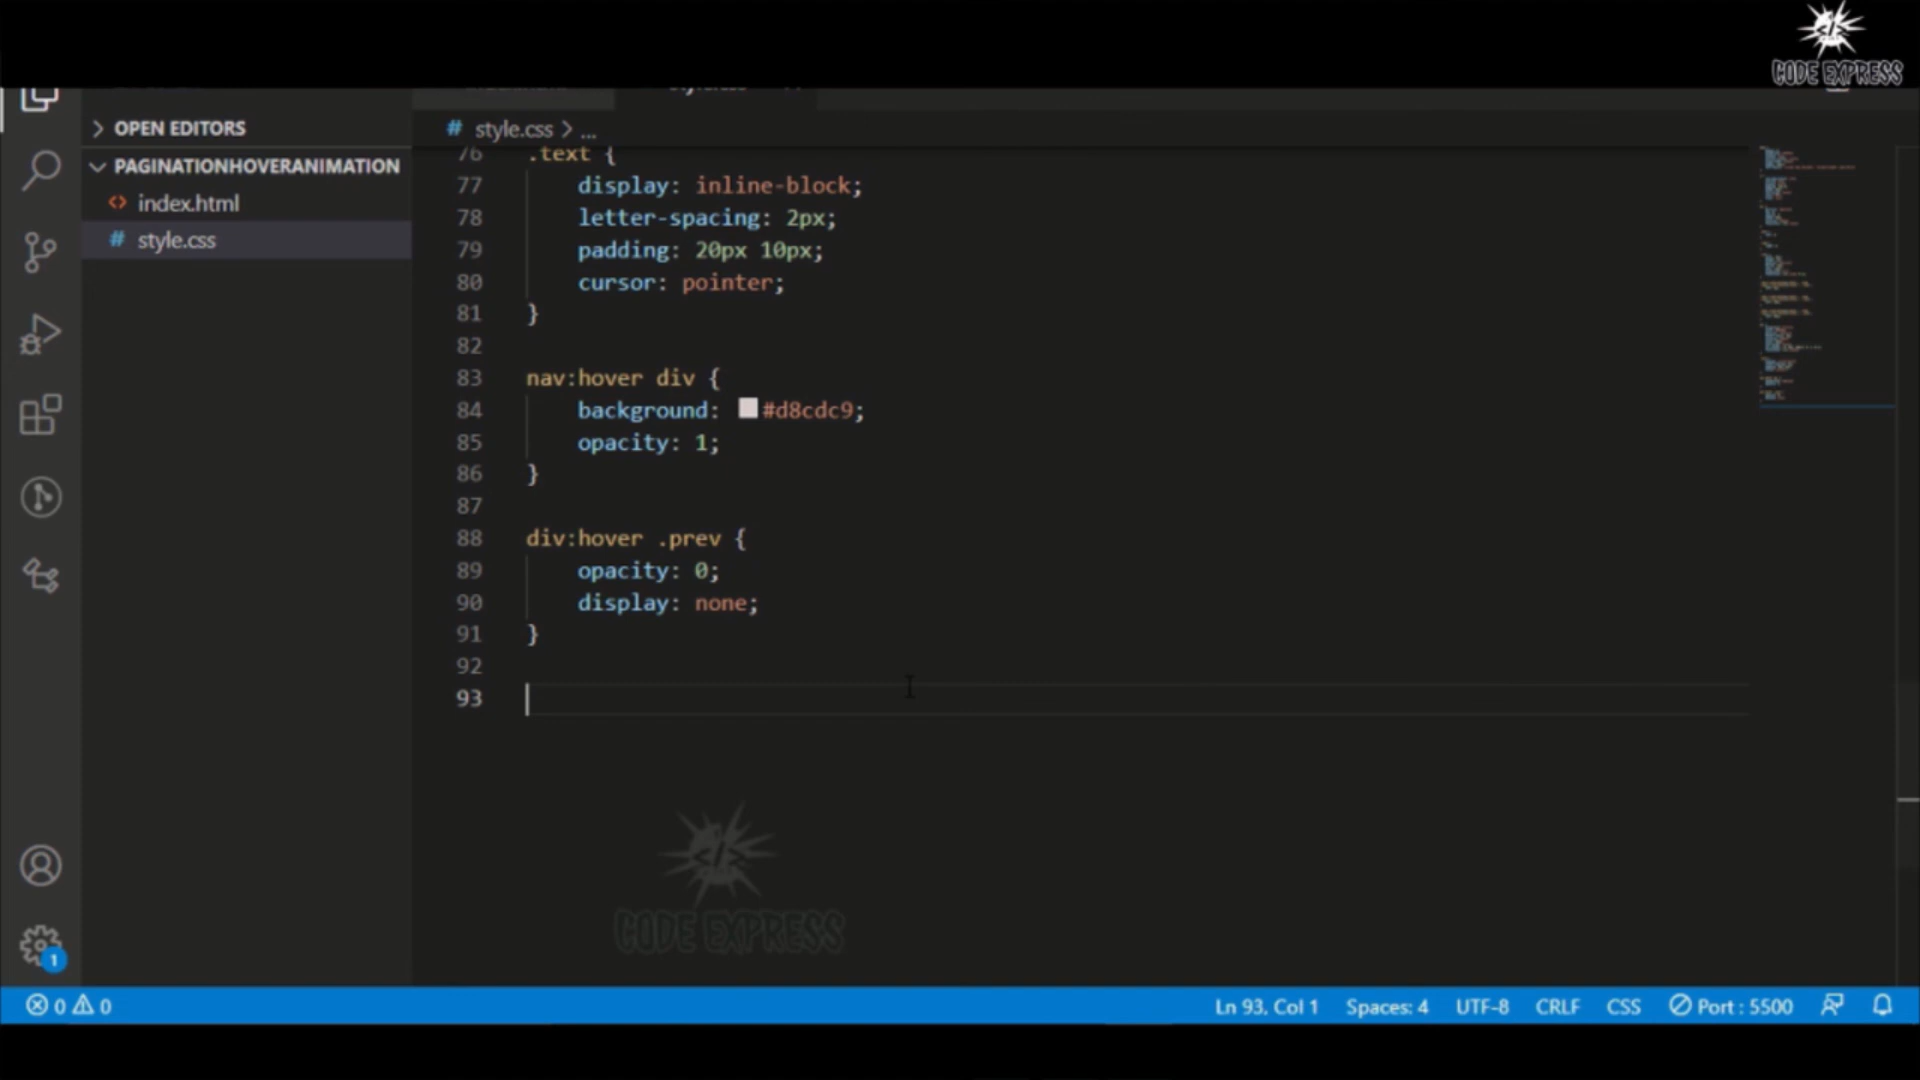 CODE EXPRESS
OPEN EDITORS
PAGINATIONHOVERANIMATION
index.html
# style.css
# style.css > ...
76 .text {
77 display: inline-block;
78 letter-spacing: 2px;
79 padding: 20px 10px;
80 cursor: pointer;
81 }
82
83 nav:hover div {
84 background: #d8cdc9;
85 opacity: 1;
86 }
87
88 div:hover .prev {
89 opacity: 0;
90 display: none;
91 }
92
93
CODE EXPRESS
1
0 0
Ln 93, Col 1 Spaces: 4 UTF-8 CRLF CSS Port : 5500